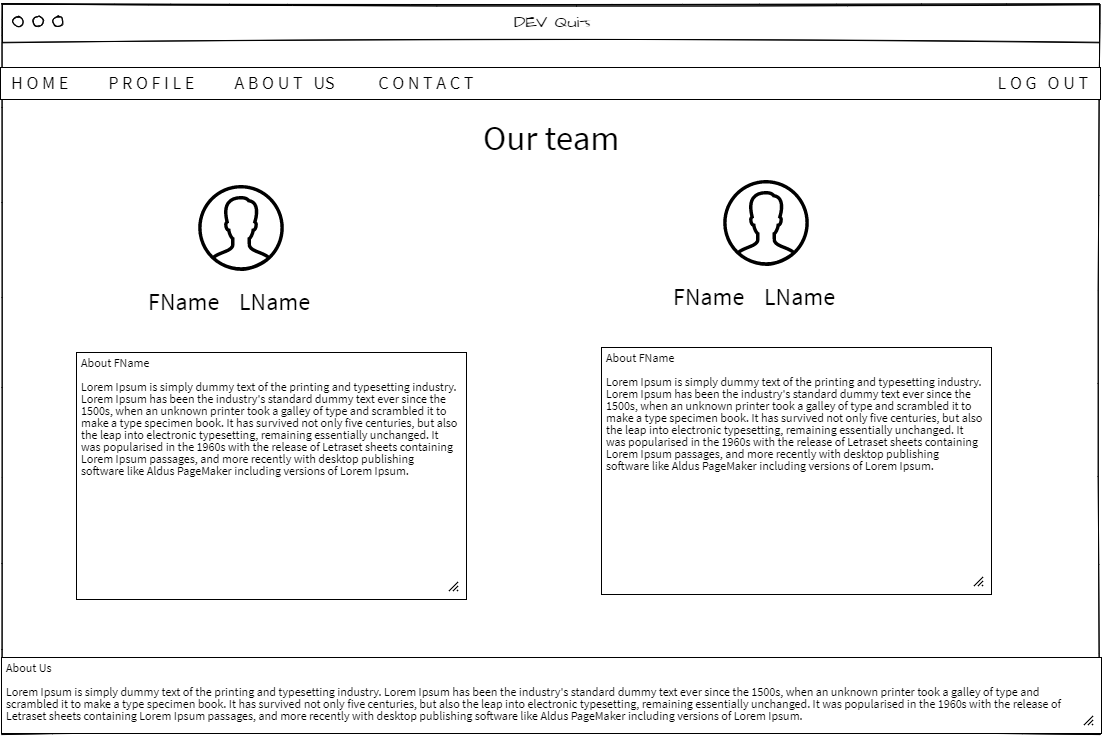 DEV Quis
HOME PROFILE ABOUT US CONTACT LOG OUT
Our team
FName LName
About FName
Lorem Ipsum is simply dummy text of the printing and typesetting industry.
Lorem Ipsum has been the industry's standard dummy text ever since the
1500s, when an unknown printer took a galley of type and scrambled it to
make a type specimen book. It has survived not only five centuries, but also
the leap into electronic typesetting, remaining essentially unchanged. It
was popularised in the 1960s with the release of Letraset sheets containing
Lorem Ipsum passages, and more recently with desktop publishing
software like Aldus PageMaker including versions of Lorem Ipsum.
FName LName
About FName
Lorem Ipsum is simply dummy text of the printing and typesetting industry.
Lorem Ipsum has been the industry's standard dummy text ever since the
1500s, when an unknown printer took a galley of type and scrambled it to
make a type specimen book. It has survived not only five centuries, but also
the leap into electronic typesetting, remaining essentially unchanged. It
was popularised in the 1960s with the release of Letraset sheets containing
Lorem Ipsum passages, and more recently with desktop publishing
software like Aldus PageMaker including versions of Lorem Ipsum.
About Us
Lorem Ipsum is simply dummy text of the printing and typesetting industry. Lorem Ipsum has been the industry's standard dummy text ever since the 1500s, when an unknown printer took a galley of type and
scrambled it to make a type specimen book. It has survived not only five centuries, but also the leap into electronic typesetting, remaining essentially unchanged. It was popularised in the 1960s with the release of
Letraset sheets containing Lorem Ipsum passages, and more recently with desktop publishing software like Aldus PageMaker including versions of Lorem Ipsum.